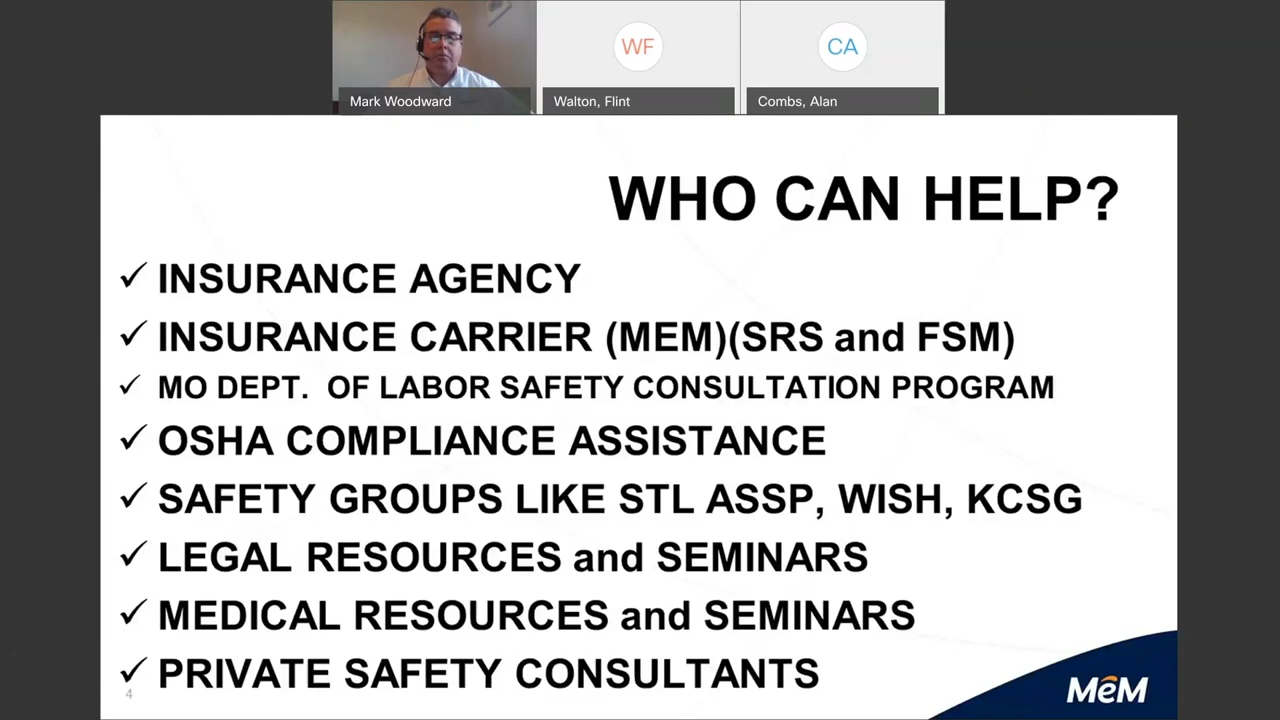 Mark Woodward
WF
Walton, Flint
CA
Combs, Alan
WHO CAN HELP?
✓ INSURANCE AGENCY
✓ INSURANCE CARRIER (MEM)(SRS and FSM)
✓ MO DEPT. OF LABOR SAFETY CONSULTATION PROGRAM
✓ OSHA COMPLIANCE ASSISTANCE
✓ SAFETY GROUPS LIKE STL ASSP, WISH, KCSG
✓ LEGAL RESOURCES and SEMINARS
✓ MEDICAL RESOURCES and SEMINARS
✓ PRIVATE SAFETY CONSULTANTS
4
MEM